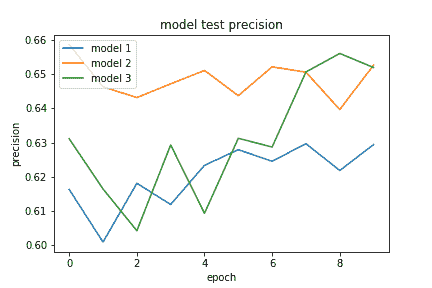 model test precision
0.66
0.65
0.64
0.63
0.62
0.61
0.60
precision
model 1
model 2
model 3
0 2 4 6 8
epoch